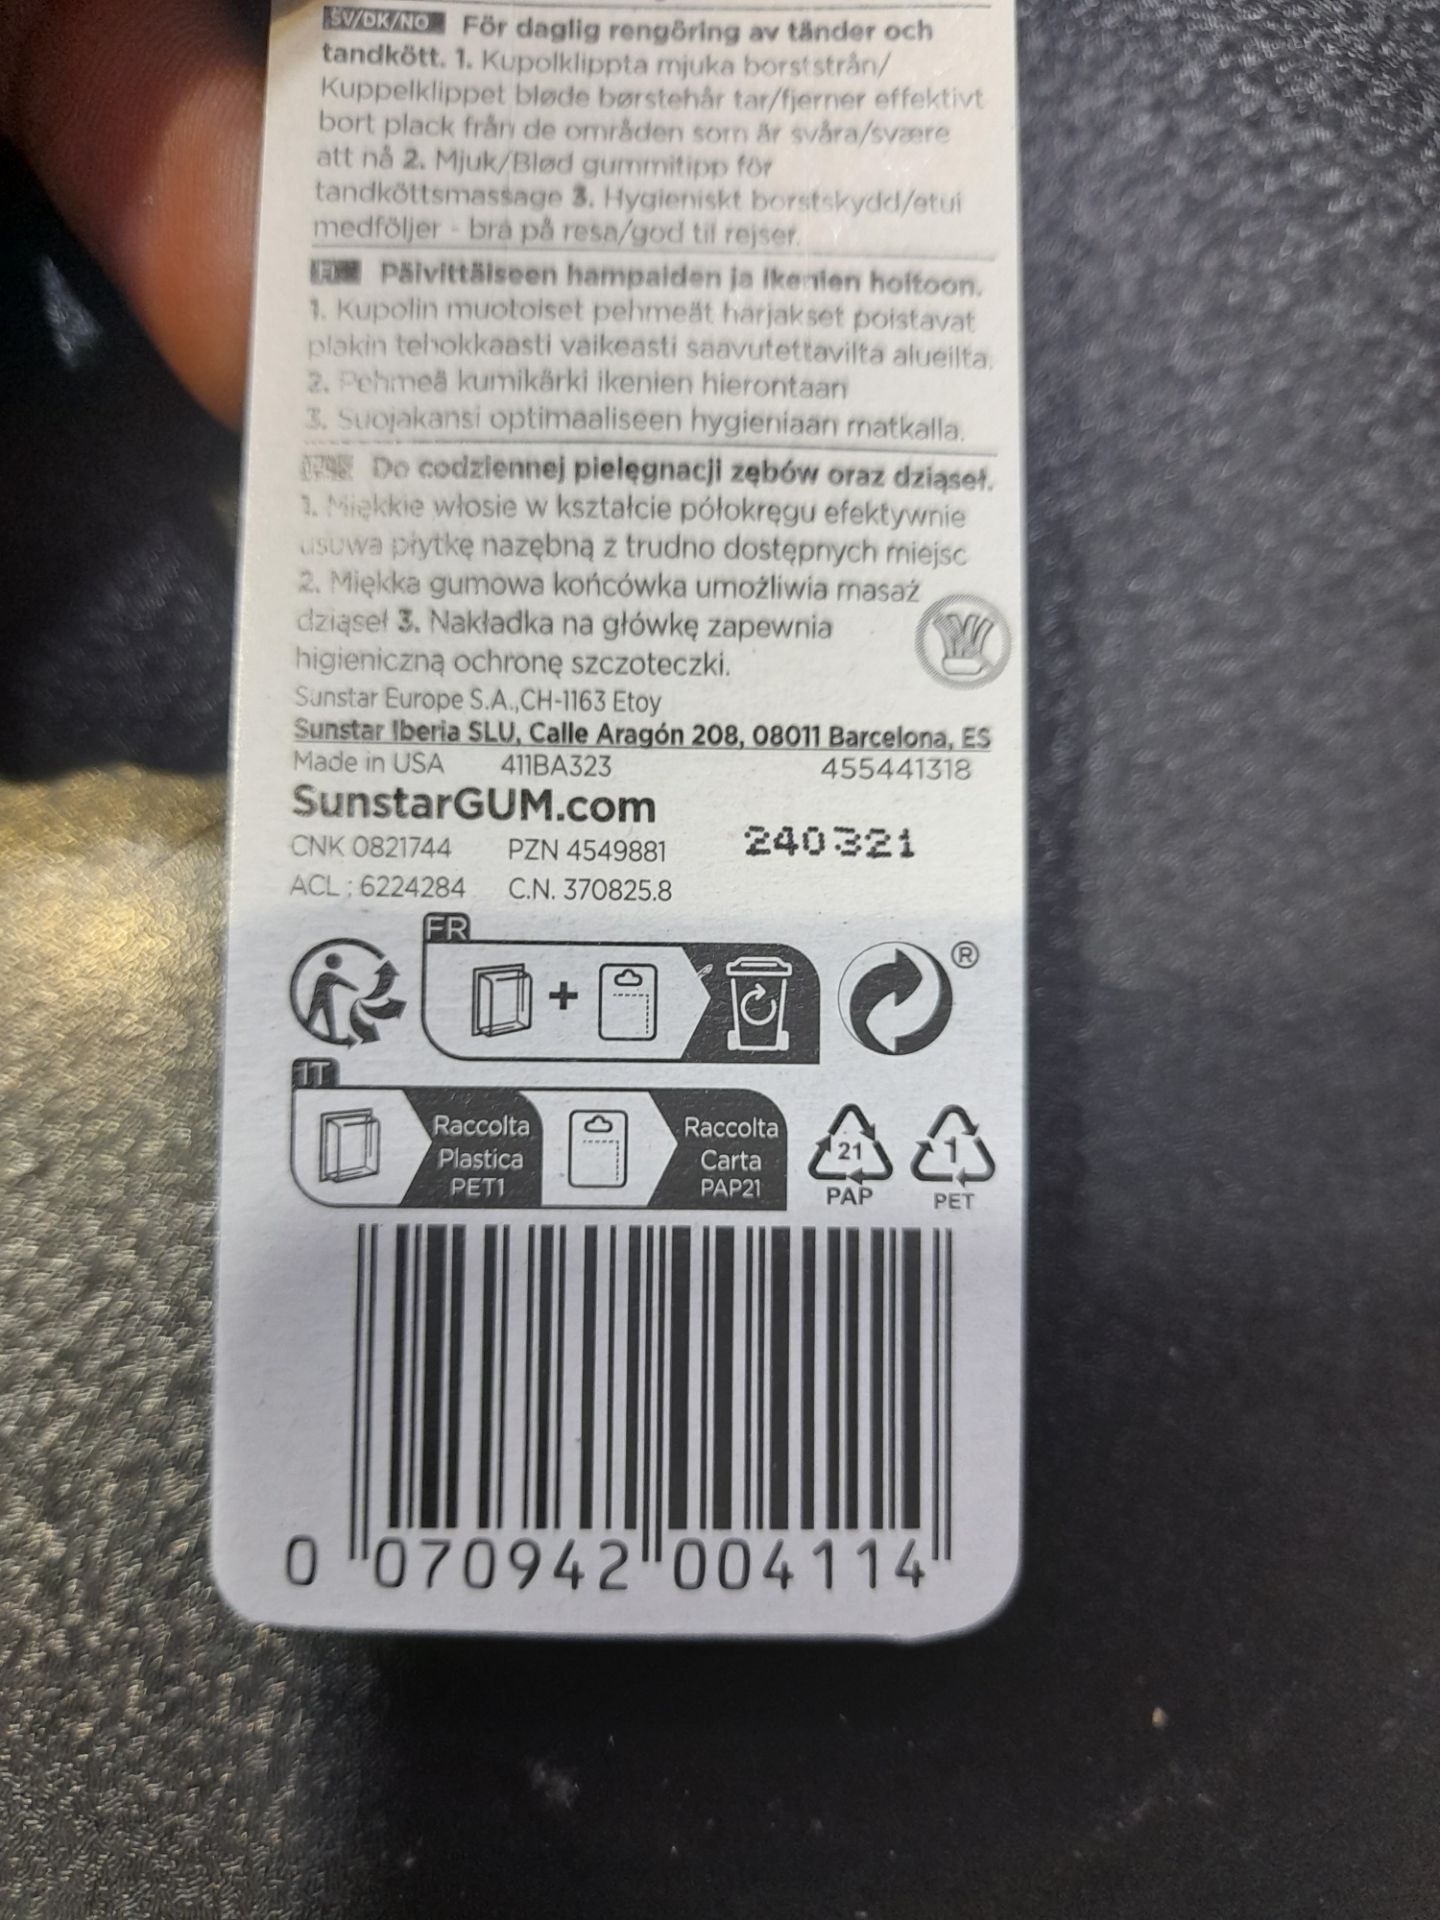 SV/DK/NO För daglig rengöring av tänder och
tandkött. 1. Kupolklippta mjuka borststrån/
Kuppelklippet bløde børstehår tar/fjerner effektivt
bort plack från de områden som är svåra/svære
att nå 2. Mjuk/Blød gummitipp för
tandköttsmassage 3. Hygieniskt borstskydd/etui
medföljer - bra på resa/god til rejser.
Päivittäiseen hampaiden ja ikenien hoitoon.
1. Kupolin muotoiset pehmeät harjakset poistavat
plakin tehokkaasti vaikeasti saavutettavilta alueilta.
2. Pehmeä kumikärki ikenien hierontaan
3. Suojakansi optimaaliseen hygieniaan matkalla.
Do codziennej pielęgnacji zębów oraz dziąseł.
1. Miękkie włosie w kształcie półokręgu efektywnie
usuwa płytkę nazębną z trudno dostępnych miejsc
2. Miękka gumowa końcówka umożliwia masaż
dziąseł 3. Nakładka na główkę zapewnia
higieniczną ochronę szczoteczki.
Sunstar Europe S.A.,CH-1163 Etoy
Sunstar Iberia SLU, Calle Aragón 208, 08011 Barcelona, ES
Made in USA 411BA323 455441318
SunstarGUM.com
240321
CNK 0821744 PZN 4549881
ACL : 6224284 C.N. 370825.8
FR
+
®
IT
Raccolta
Plastica
PET1
Raccolta
Carta
PAP21
21
PAP
1
PET
0 070942 004114